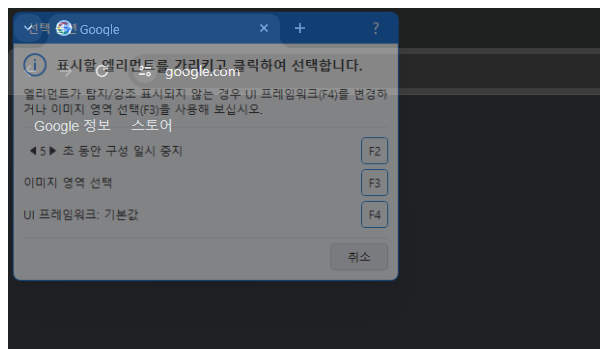 선택 옵션
Google
?
표시할 엘리먼트를 가리키고 클릭하여 선택합니다.
google.com
엘리먼트가 탐지/강조 표시되지 않는 경우 UI 프레임워크(F4)를 변경하
거나 이미지 영역 선택(F3)을 사용해 보십시오.
Google 정보 스토어
◀5▶ 초 동안 구성 일시 중지 F2
이미지 영역 선택 F3
UI 프레임워크: 기본값 F4
취소